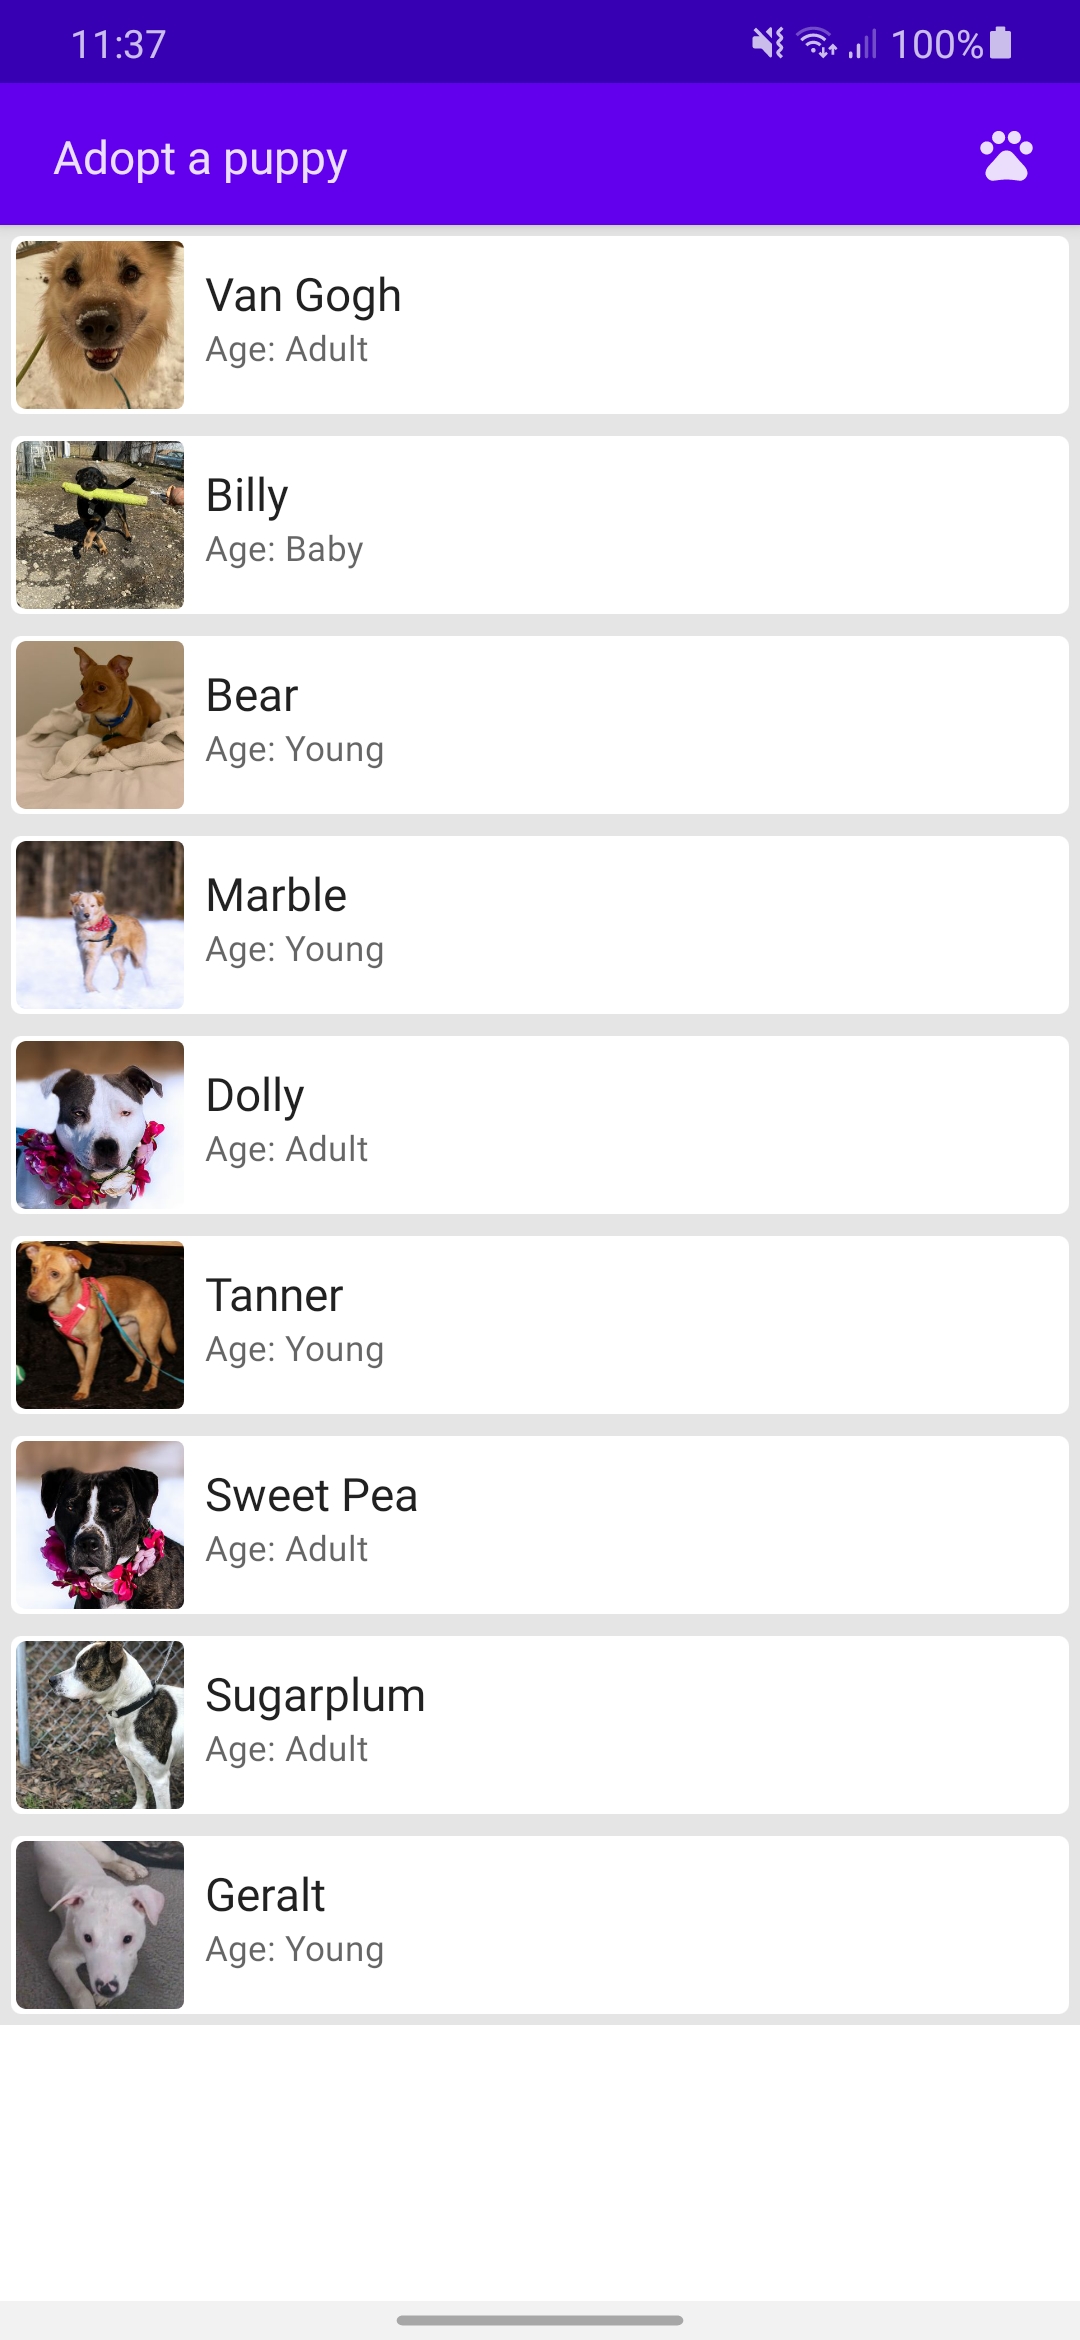 11:37 100%
Adopt a puppy
Van Gogh
Age: Adult
Billy
Age: Baby
Bear
Age: Young
Marble
Age: Young
Dolly
Age: Adult
Tanner
Age: Young
Sweet Pea
Age: Adult
Sugarplum
Age: Adult
Geralt
Age: Young